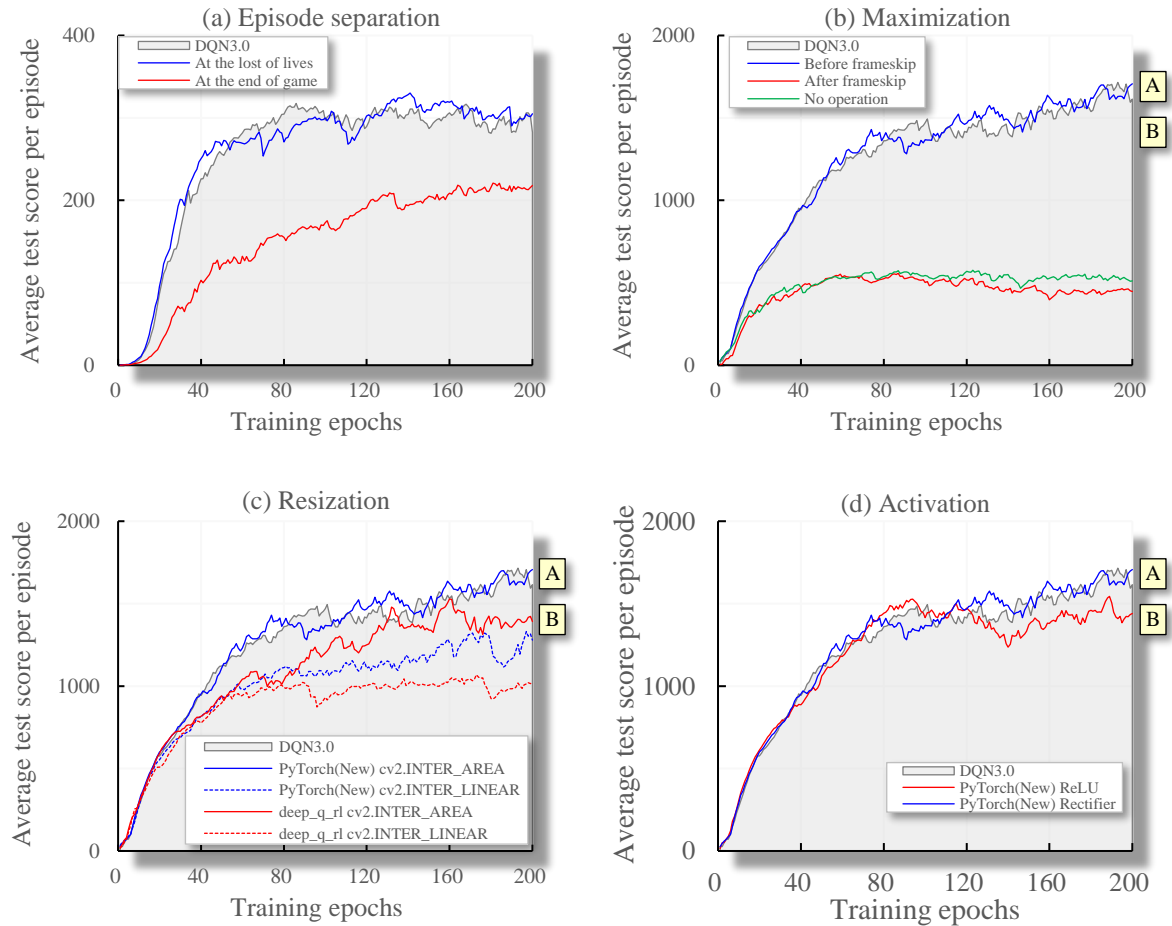 (a) Episode separation
Average test score per episode
400
200
0
DQN3.0
At the lost of lives
At the end of game
0 40 80 120 160 200
Training epochs
(b) Maximization
Average test score per episode
2000
1000
0
DQN3.0
Before frameskip
After frameskip
No operation
A
B
0 40 80 120 160 200
Training epochs
(c) Resization
Average test score per episode
2000
1000
0
A
B
DQN3.0
PyTorch(New) cv2.INTER_AREA
PyTorch(New) cv2.INTER_LINEAR
deep_q_rl cv2.INTER_AREA
deep_q_rl cv2.INTER_LINEAR
0 40 80 120 160 200
Training epochs
(d) Activation
Average test score per episode
2000
1000
0
A
B
DQN3.0
PyTorch(New) ReLU
PyTorch(New) Rectifier
0 40 80 120 160 200
Training epochs